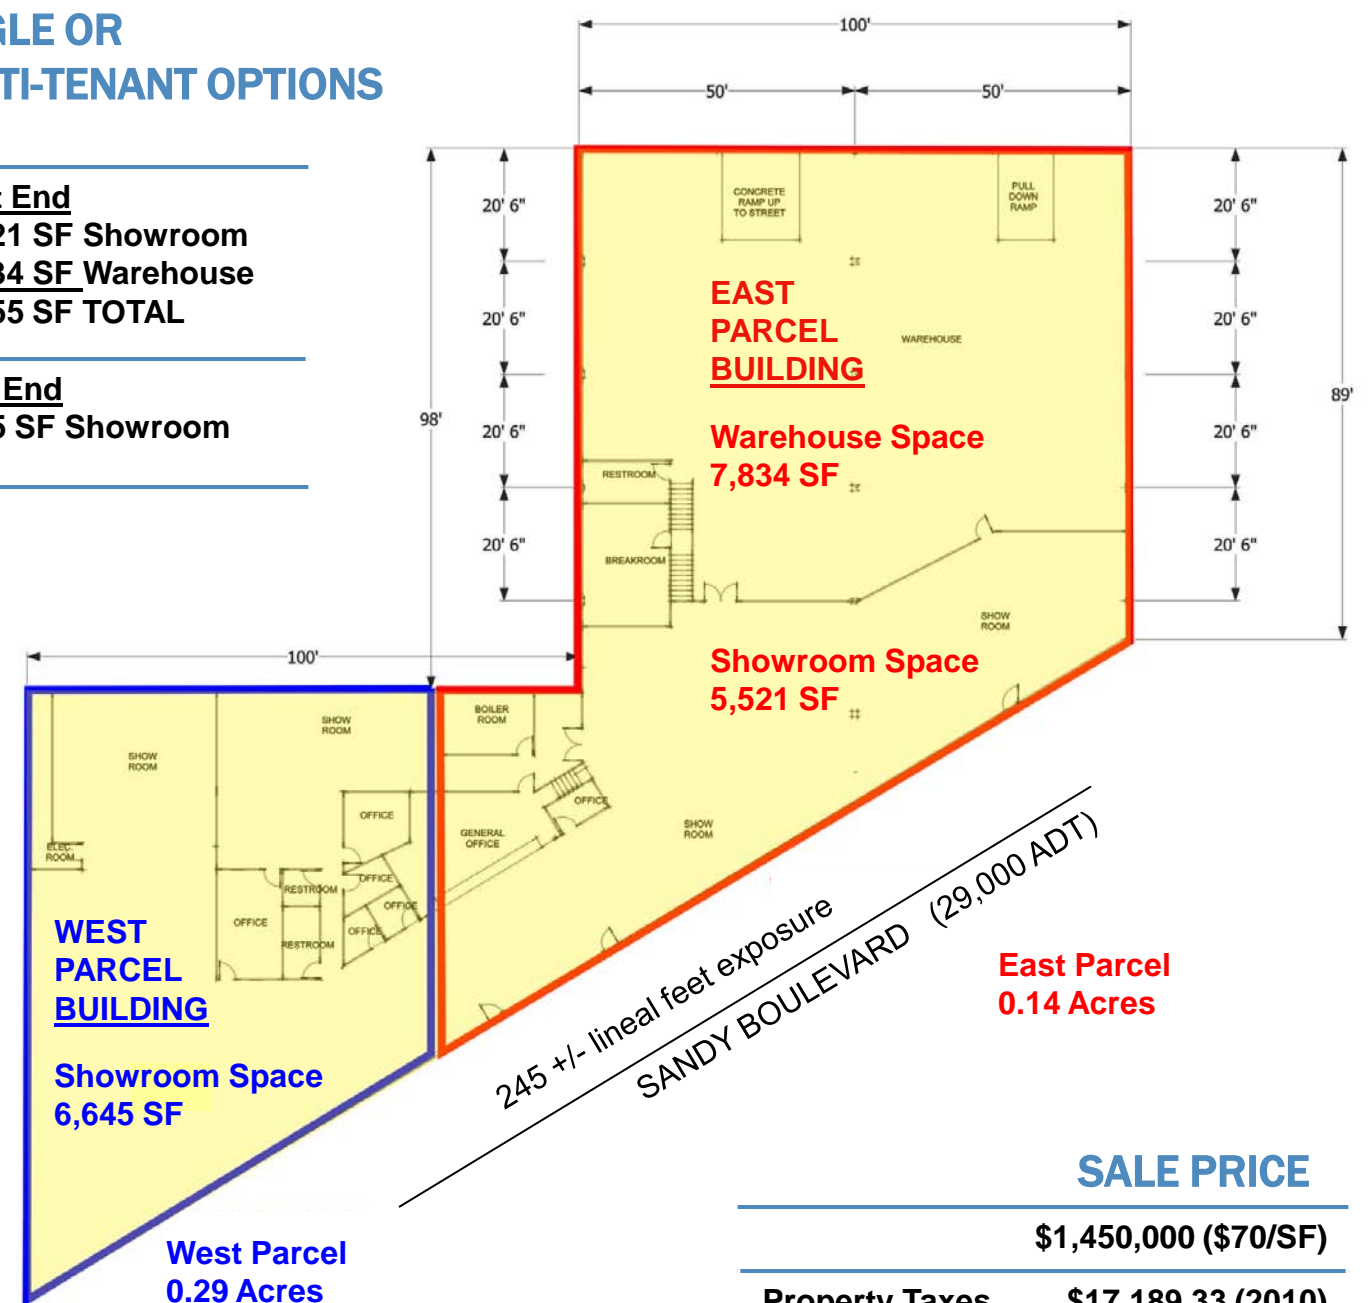 GLE OR
TI-TENANT OPTIONS
End
21 SF Showroom
34 SF Warehouse
55 SF TOTAL
End
5 SF Showroom
100'
50' 50'
98'
20' 6"
20' 6"
20' 6"
20' 6"
20' 6"
20' 6"
20' 6"
20' 6"
89'
100'
CONCRETE
RAMP UP
TO STREET
PULL
DOWN
RAMP
EAST
PARCEL
BUILDING
WAREHOUSE
Warehouse Space
7,834 SF
RESTROOM
BREAKROOM
SHOW
ROOM
Showroom Space
5,521 SF
BOILER
ROOM
OFFICE
GENERAL
OFFICE
SHOW
ROOM
SHOW
ROOM
SHOW
ROOM
ELEC.
ROOM
OFFICE
OFFICE
OFFICE
OFFICE
OFFICE
RESTROOM
RESTROOM
WEST
PARCEL
BUILDING
Showroom Space
6,645 SF
245 +/- lineal feet exposure
SANDY BOULEVARD (29,000 ADT)
East Parcel
0.14 Acres
West Parcel
0.29 Acres
SALE PRICE
$1,450,000 ($70/SF)
Property Taxes $17,189.33 (2010)